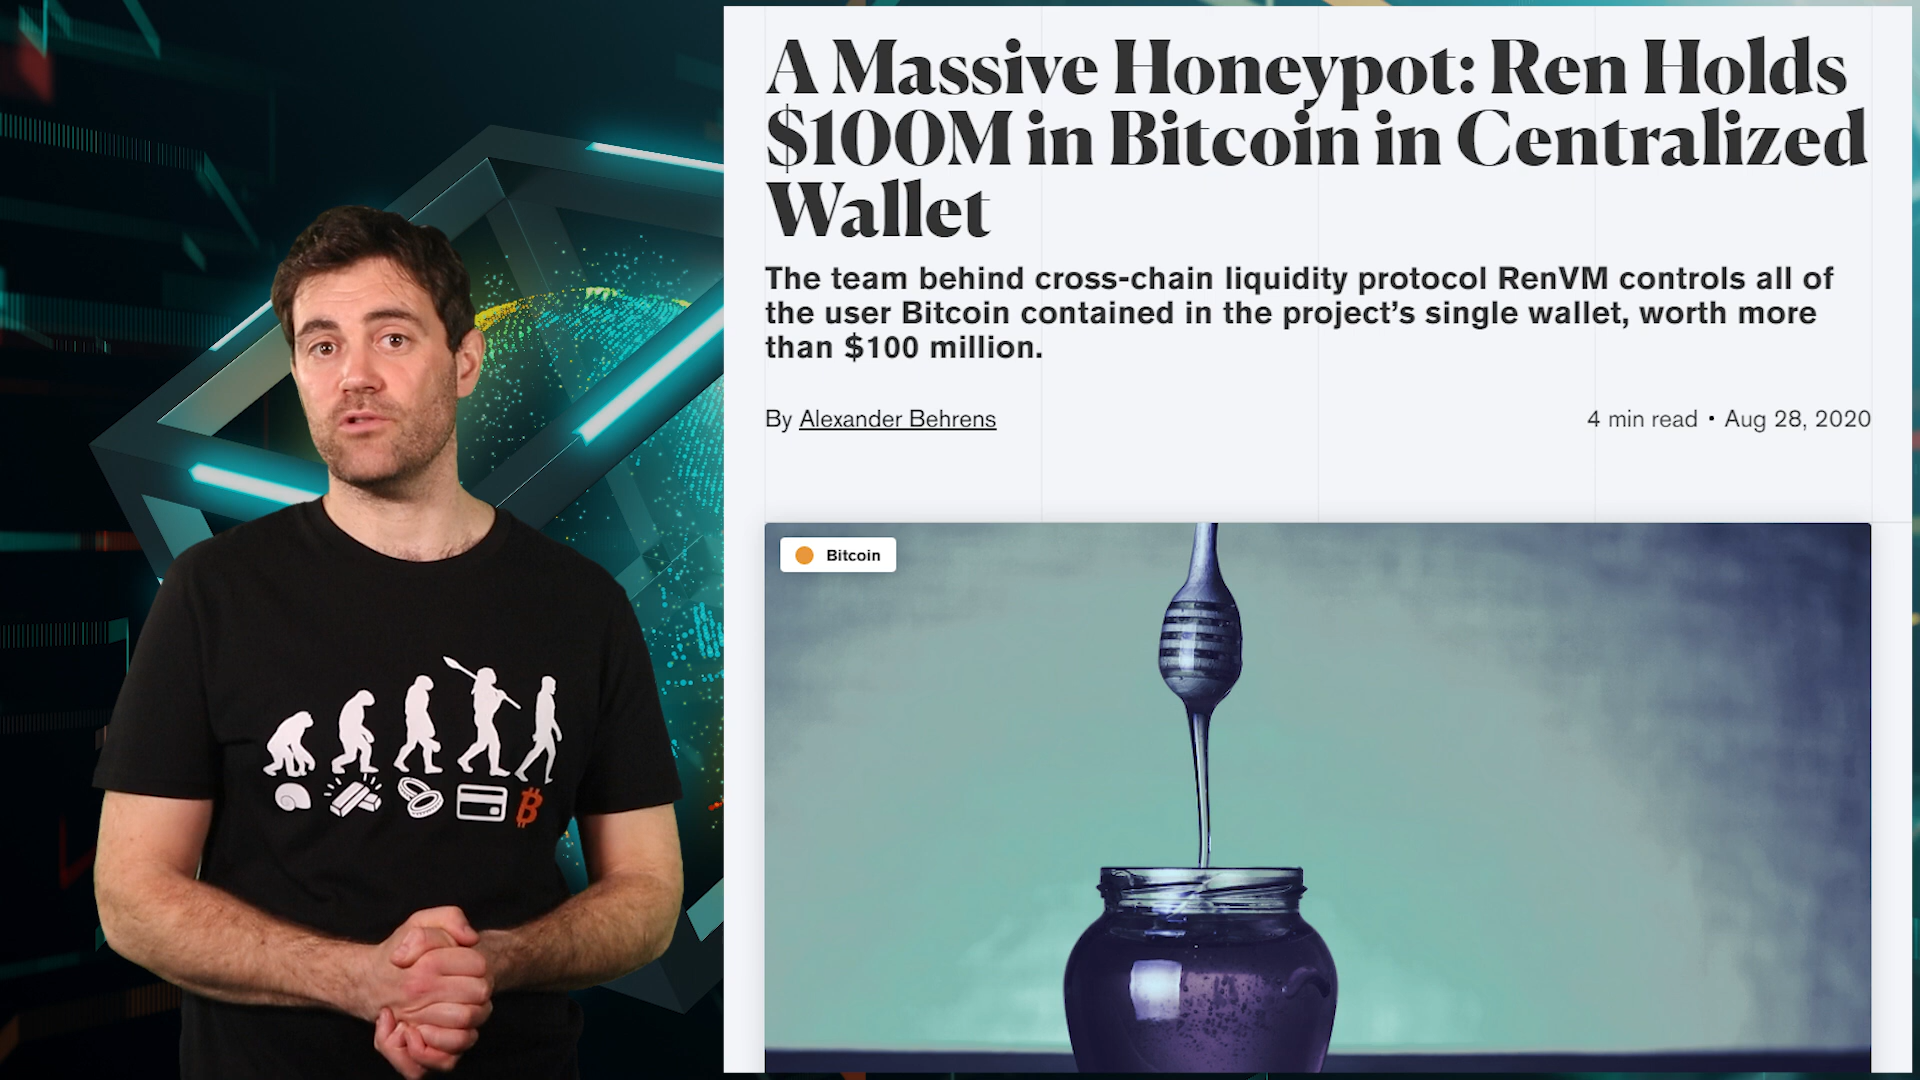 A Massive Honeypot: Ren Holds
$100M in Bitcoin in Centralized
Wallet
The team behind cross-chain liquidity protocol RenVM controls all of
the user Bitcoin contained in the project’s single wallet, worth more
than $100 million.
By Alexander Behrens
4 min read • Aug 28, 2020
Bitcoin